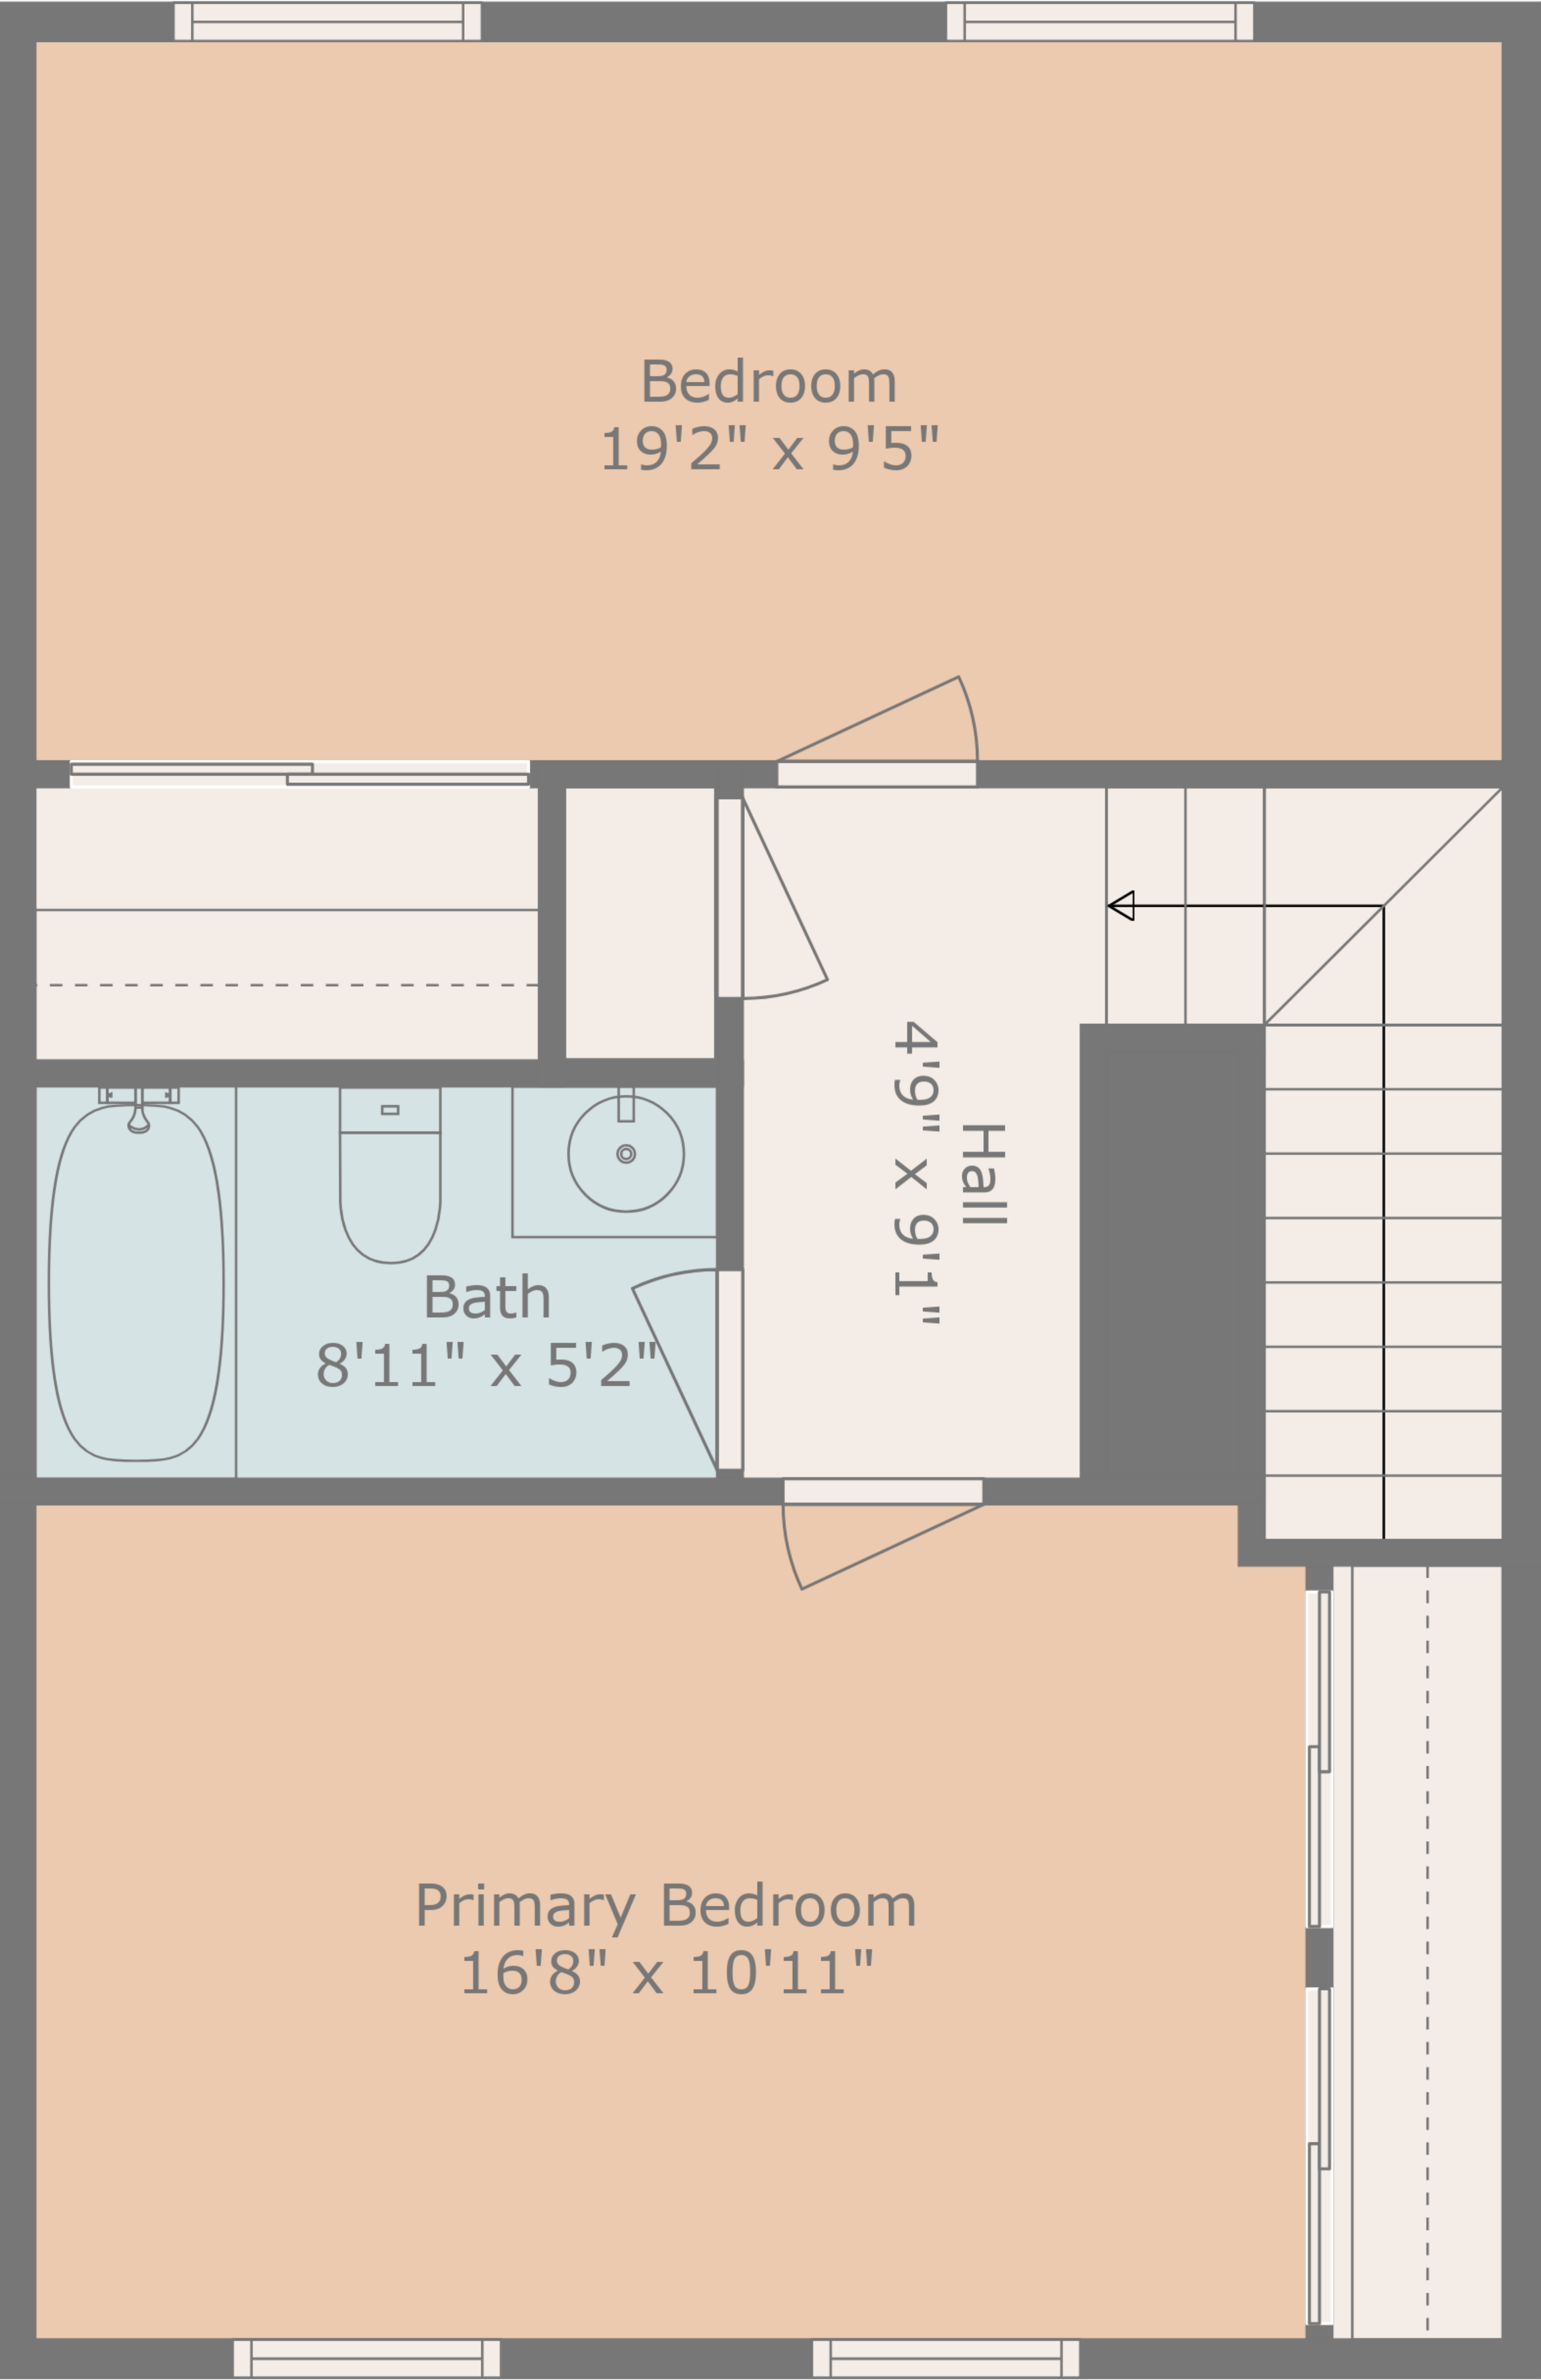 Bedroom
19'2" x 9'5"
Hall
4'9" x 9'1"
Bath
8'11" x 5'2"
Primary Bedroom
16'8" x 10'11"